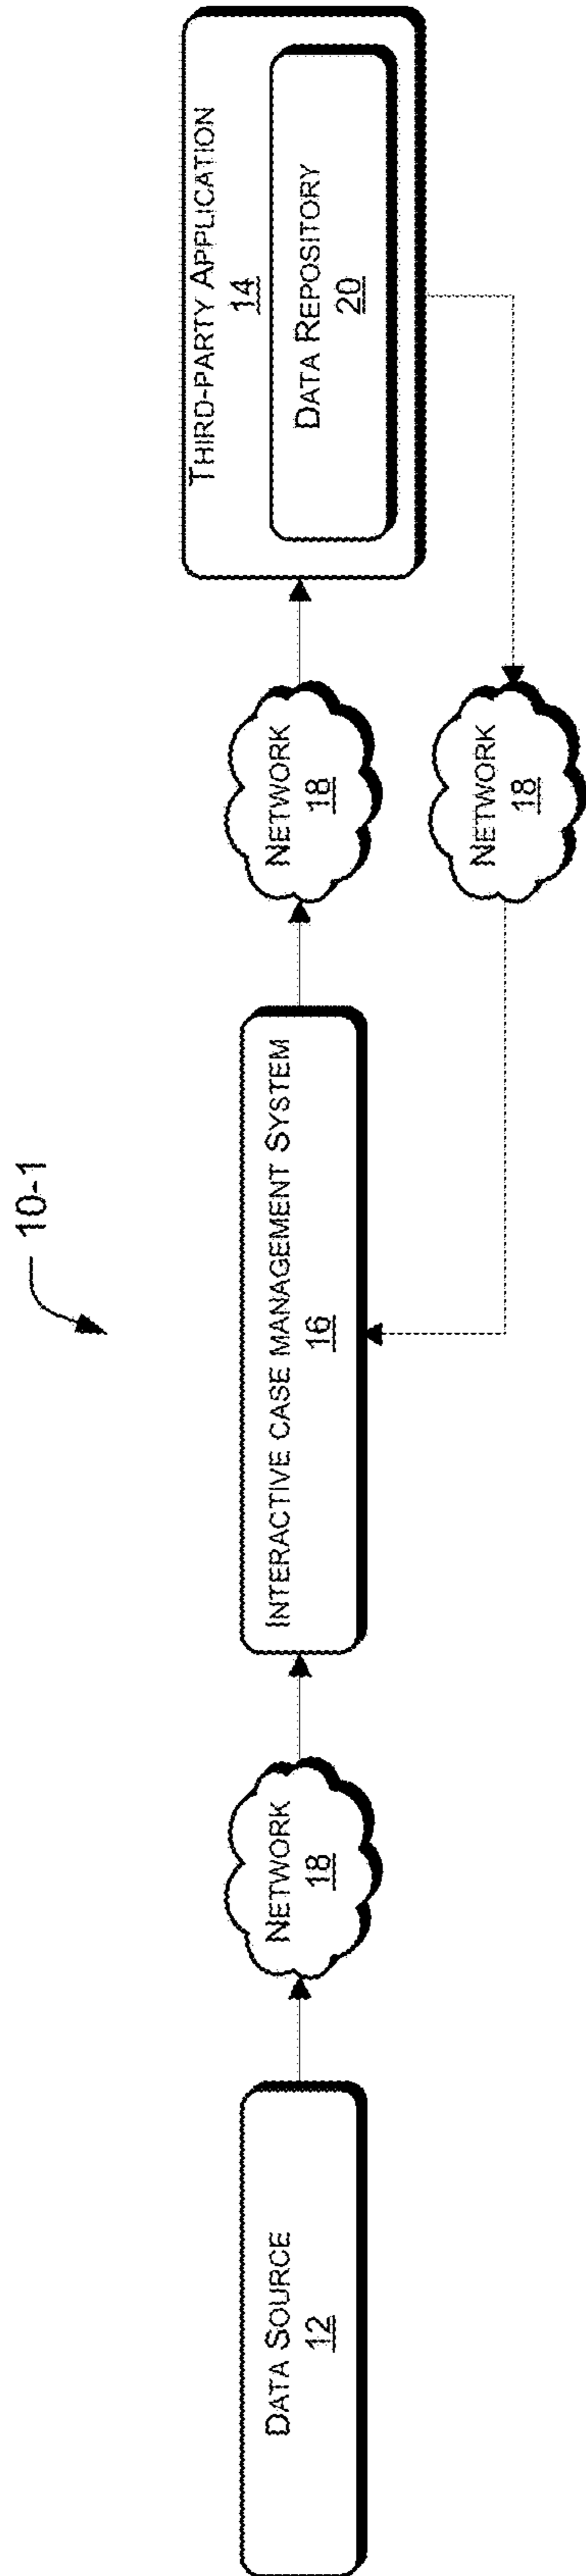 10-1
DATA SOURCE
12
NETWORK
18
INTERACTIVE CASE MANAGEMENT SYSTEM
16
NETWORK
18
THIRD-PARTY APPLICATION
14
DATA REPOSITORY
20
NETWORK
18